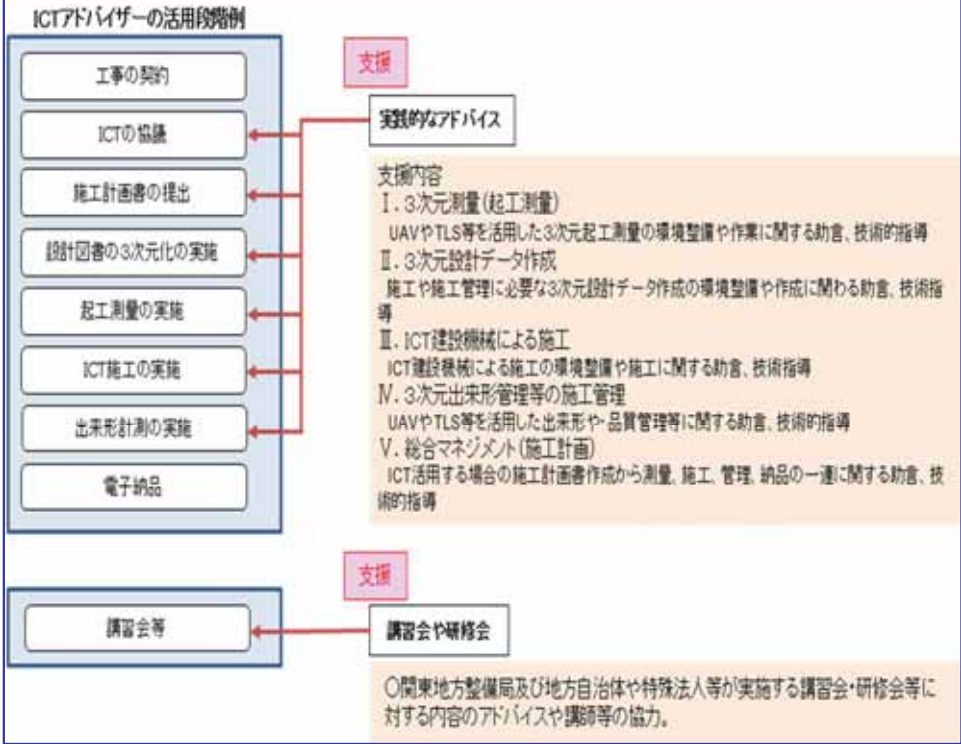 ICTアドバイザーの活用段階例
工事の契約
ICTの協議
施工計画書の提出
設計図書の3次元化の実施
起工測量の実施
ICT施工の実施
出来形計測の実施
電子納品
支援
実践的なアドバイス
支援内容
Ⅰ．3次元測量(起工測量)
UAVやTLS等を活用した3次元起工測量の環境整備や作業に関する助言、技術的指導
Ⅱ．3次元設計データ作成
施工や施工管理に必要な3次元設計データ作成の環境整備や作成に関わる助言、技術指
導
Ⅲ．ICT建設機械による施工
ICT建設機械による施工の環境整備や施工に関する助言、技術指導
Ⅳ．3次元出来形管理等の施工管理
UAVやTLS等を活用した出来形や・品質管理等に関する助言、技術的指導
Ⅴ．総合マネジメント(施工計画)
ICT活用する場合の施工計画書作成から測量、施工、管理、納品の一連に関する助言、技
術的指導
講習会等
支援
講習会や研修会
○関東地方整備局及び地方自治体や特殊法人等が実施する講習会・研修会等に
対する内容のアドバイスや講師等の協力。